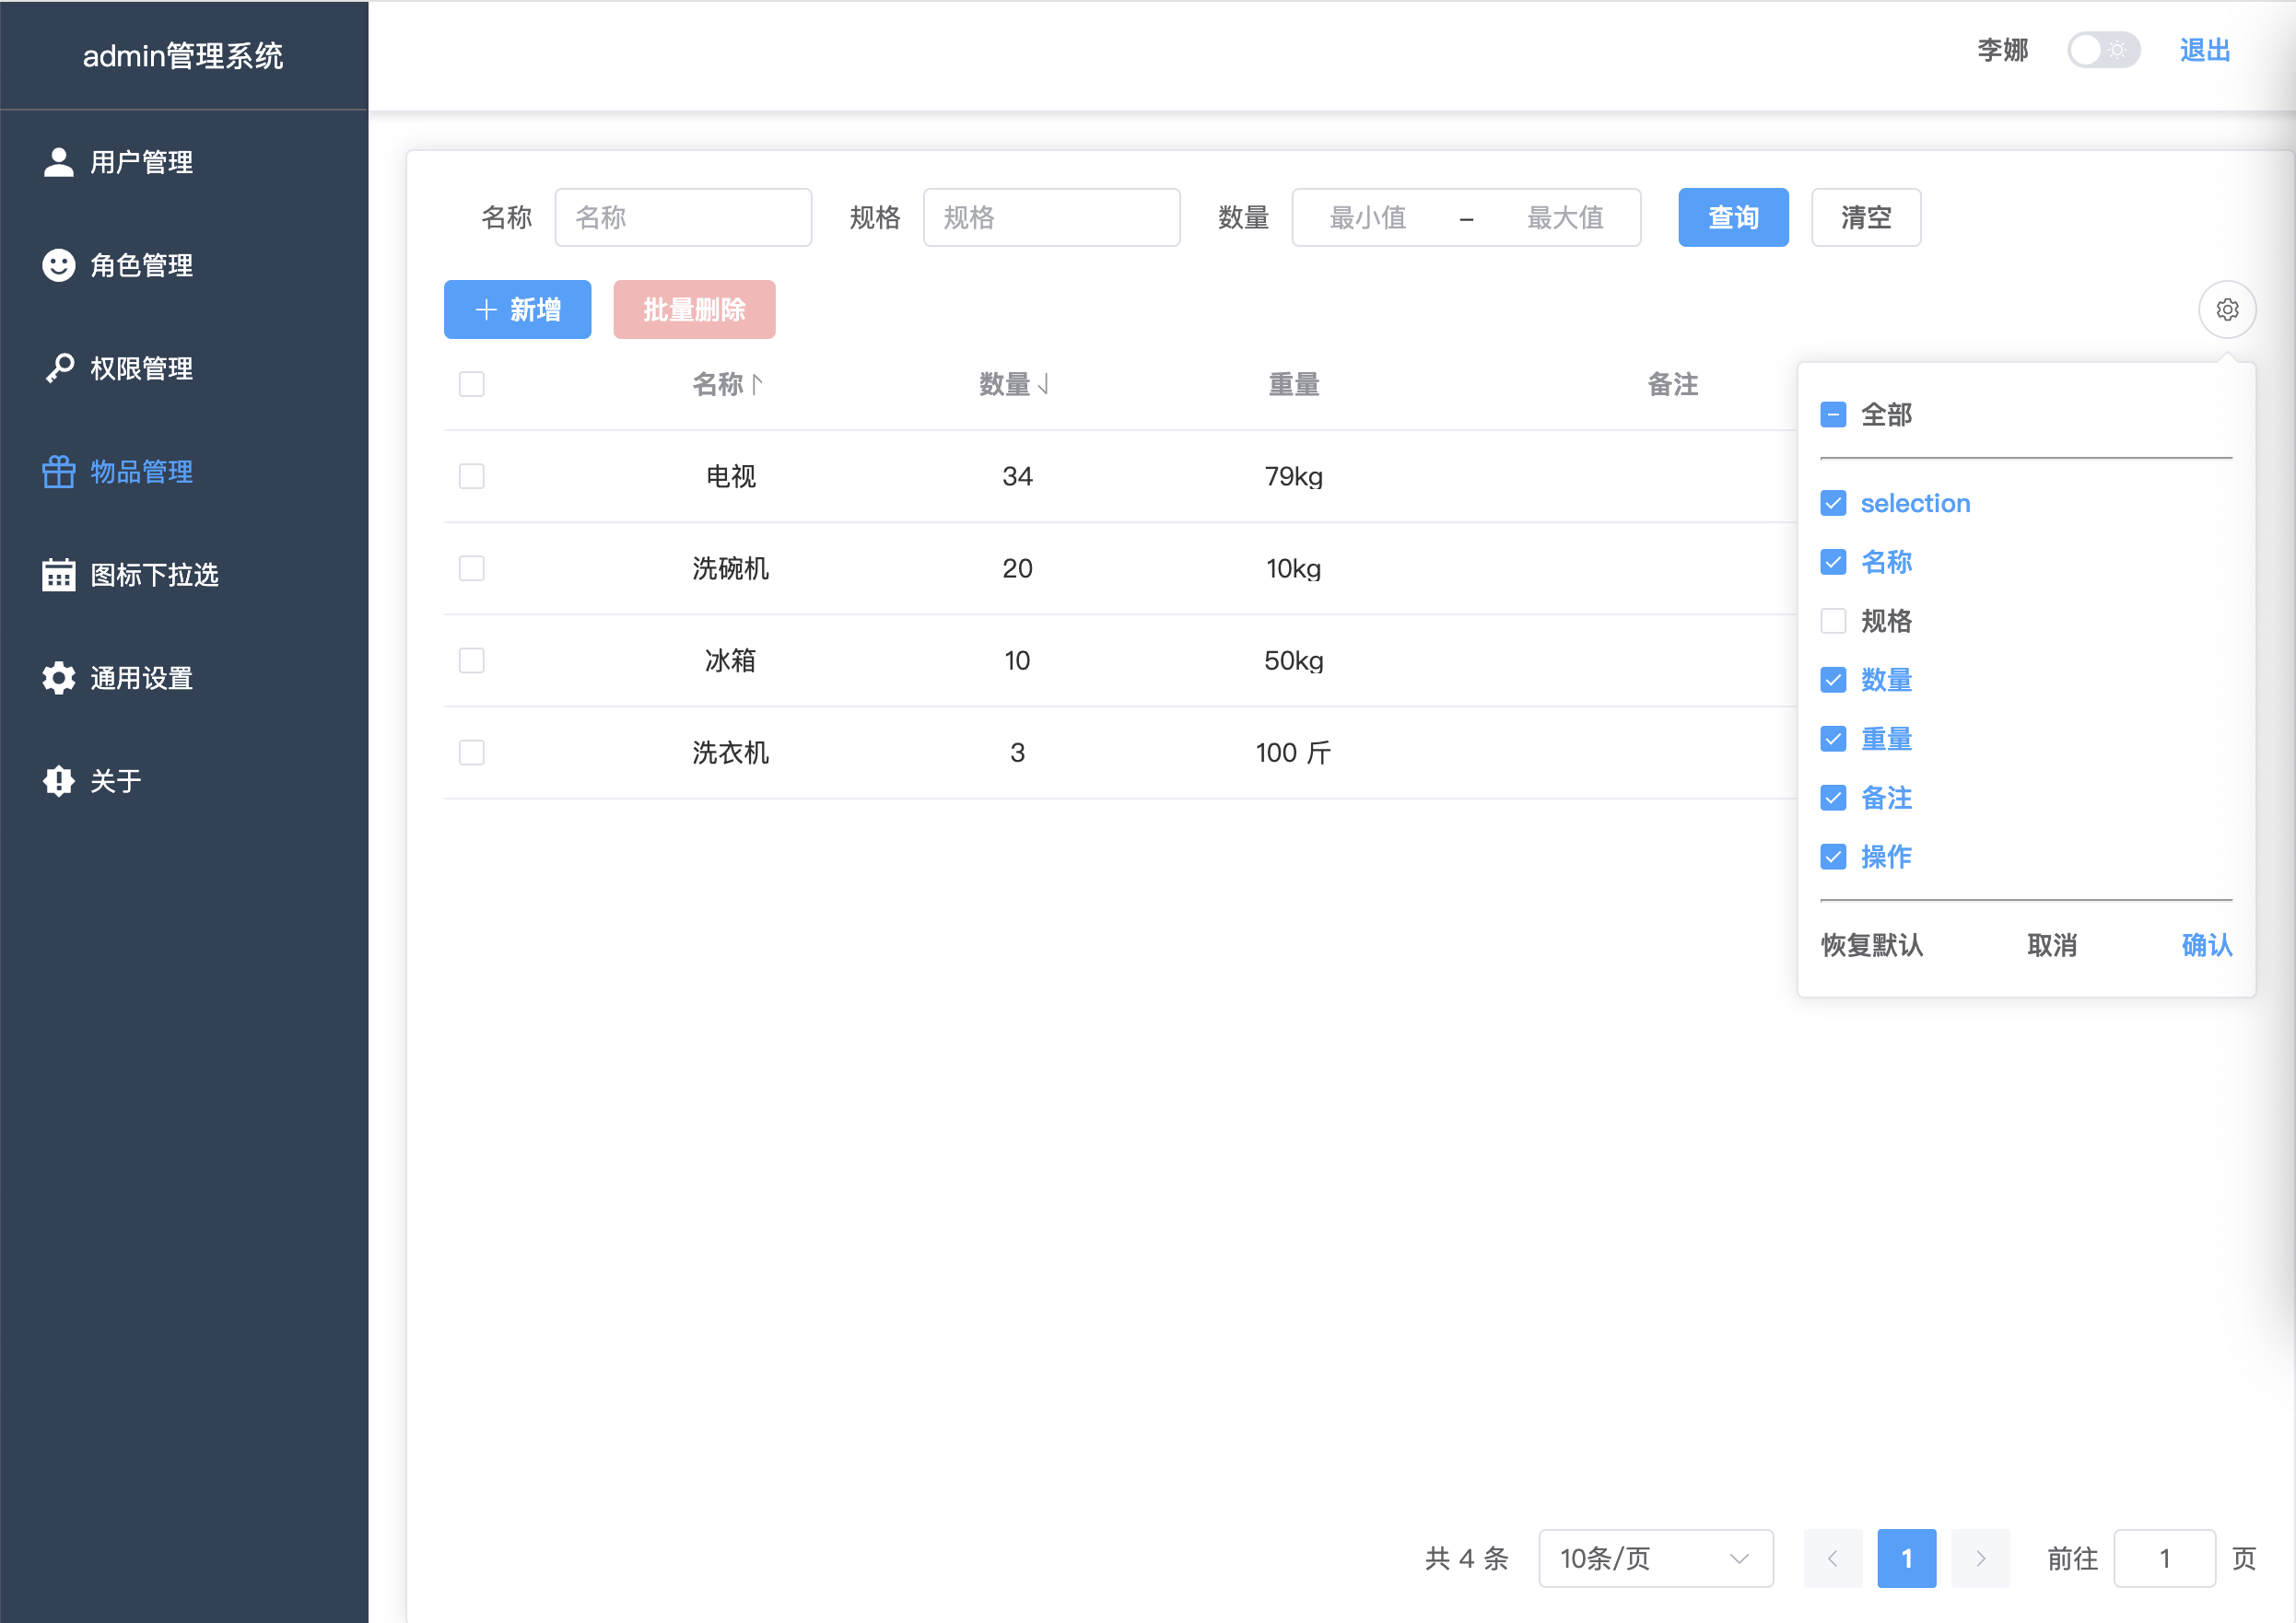 admin管理系统
李娜
退出
用户管理
角色管理
权限管理
物品管理
图标下拉选
通用设置
关于
名称 名称 规格 规格 数量 最小值 – 最大值 查询 清空
+ 新增 批量删除
名称 数量 重量 备注
电视 34 79kg
洗碗机 20 10kg
冰箱 10 50kg
洗衣机 3 100 斤
全部
selection
名称
规格
数量
重量
备注
操作
恢复默认 取消 确认
共 4 条 10条/页 1 前往 1 页